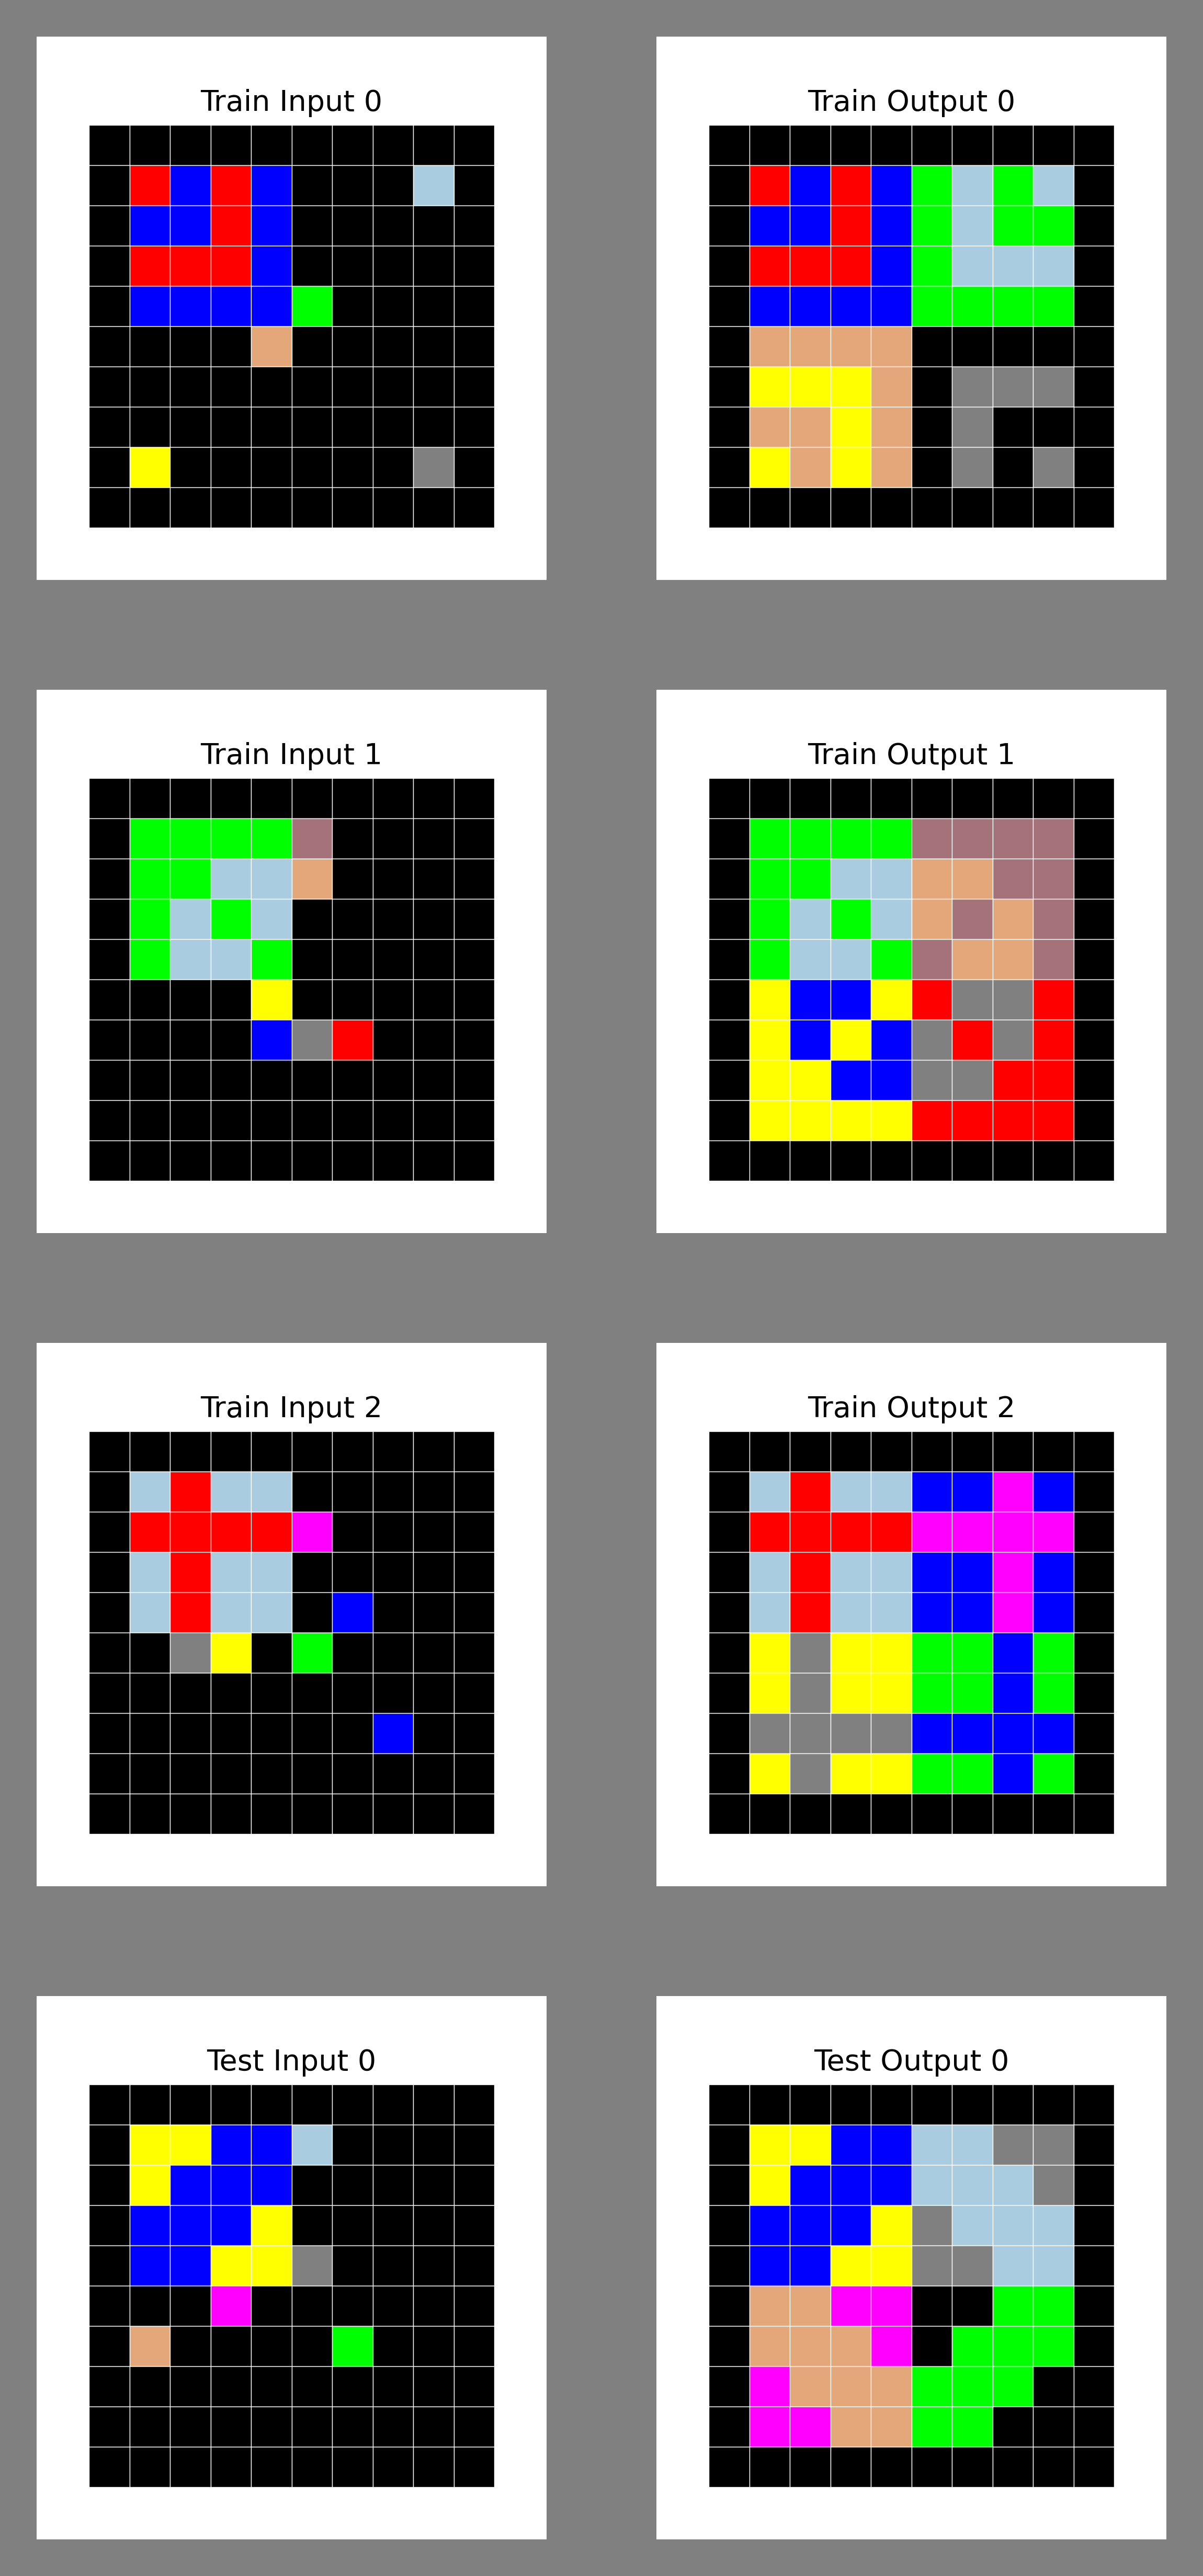 Train Input 0
Train Output 0
Train Input 1
Train Output 1
Train Input 2
Train Output 2
Test Input 0
Test Output 0